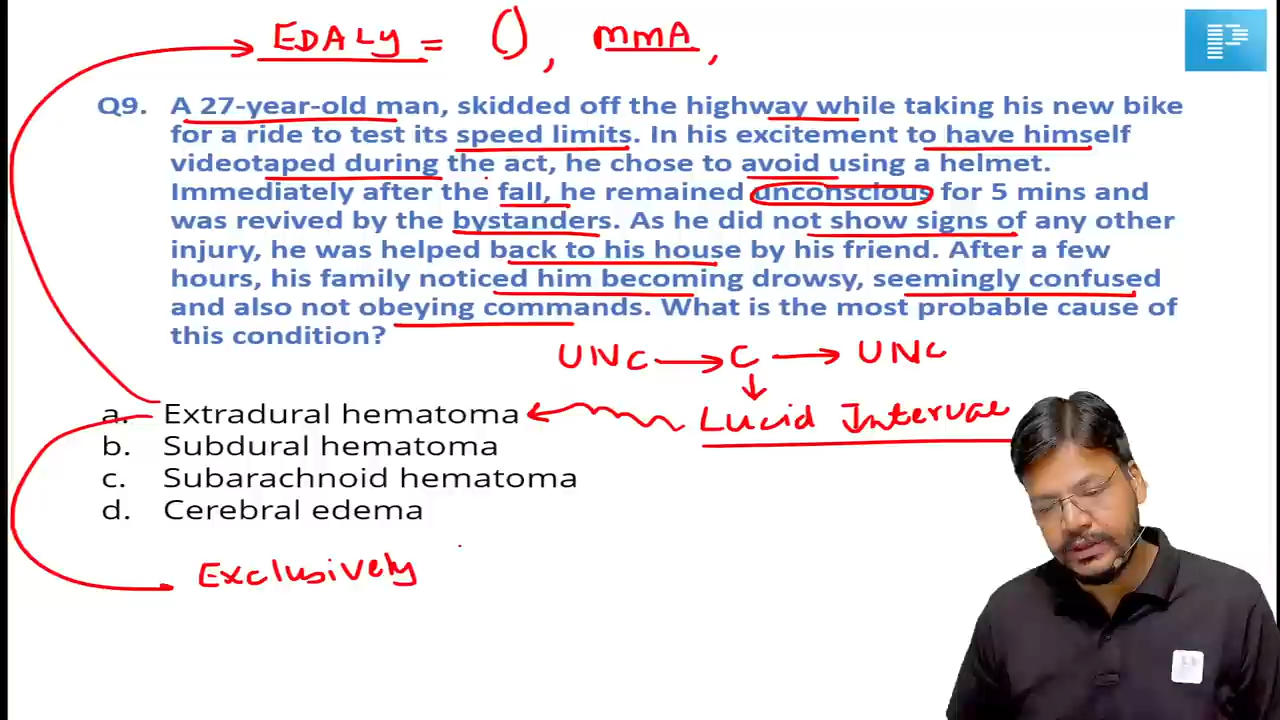 EDALY = () , MMA ,
Q9. A 27-year-old man, skidded off the highway while taking his new bike
for a ride to test its speed limits. In his excitement to have himself
videotaped during the act, he chose to avoid using a helmet.
Immediately after the fall, he remained unconscious for 5 mins and
was revived by the bystanders. As he did not show signs of any other
injury, he was helped back to his house by his friend. After a few
hours, his family noticed him becoming drowsy, seemingly confused
and also not obeying commands. What is the most probable cause of
this condition?
UNC → C → UNC
↓
Lucid Interval
a. Extradural hematoma
b. Subdural hematoma
c. Subarachnoid hematoma
d. Cerebral edema
Exclusively